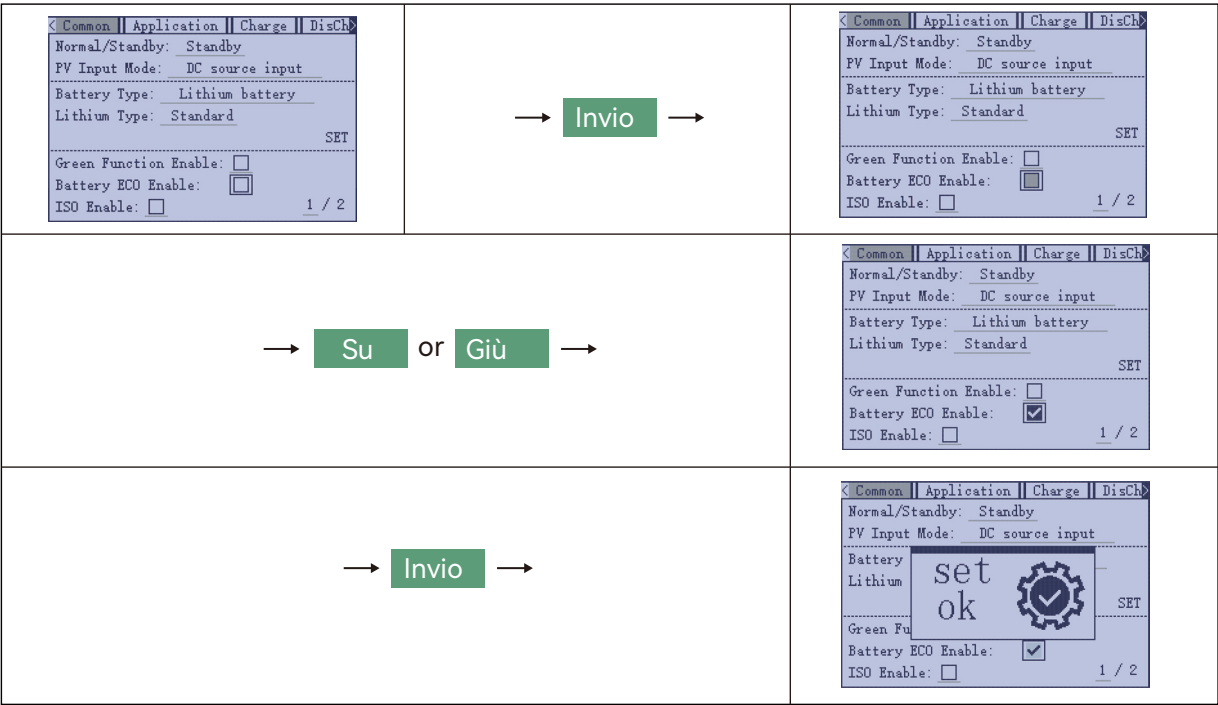 < Common Application Charge DisCh>
Normal/Standby: Standby
PV Input Mode: DC source input
Battery Type: Lithium battery
Lithium Type: Standard
SET
Green Function Enable:
Battery ECO Enable:
ISO Enable:
1 / 2
→ Invio →
< Common Application Charge DisCh>
Normal/Standby: Standby
PV Input Mode: DC source input
Battery Type: Lithium battery
Lithium Type: Standard
SET
Green Function Enable:
Battery ECO Enable:
ISO Enable:
1 / 2
→ Su or Giù →
< Common Application Charge DisCh>
Normal/Standby: Standby
PV Input Mode: DC source input
Battery Type: Lithium battery
Lithium Type: Standard
SET
Green Function Enable:
Battery ECO Enable:
ISO Enable:
1 / 2
→ Invio →
< Common Application Charge DisCh>
Normal/Standby: Standby
PV Input Mode: DC source input
Battery
Lithium
set
ok
SET
Green Fu
Battery ECO Enable:
ISO Enable:
1 / 2